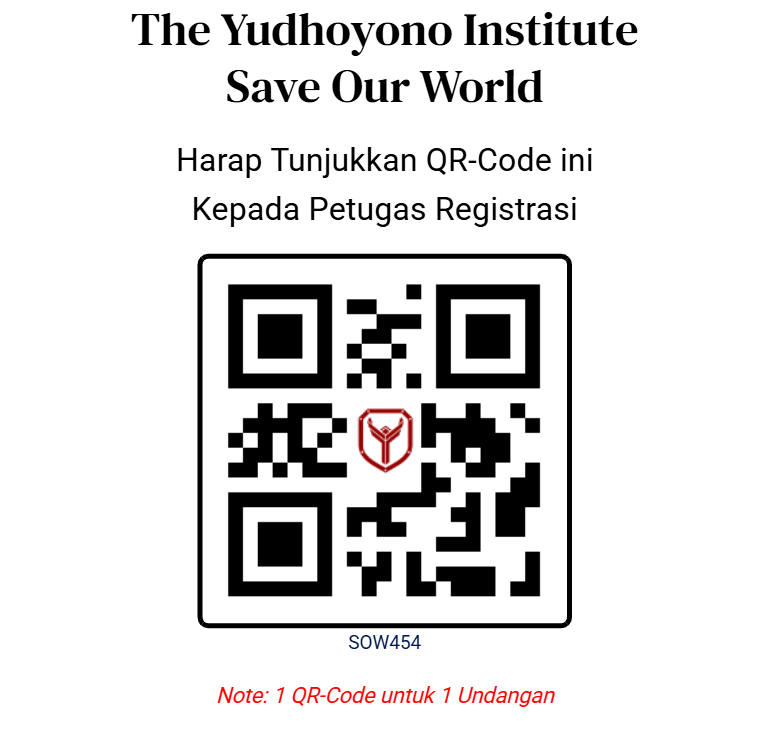 The Yudhoyono Institute
Save Our World
Harap Tunjukkan QR-Code ini
Kepada Petugas Registrasi
SOW454
Note: 1 QR-Code untuk 1 Undangan